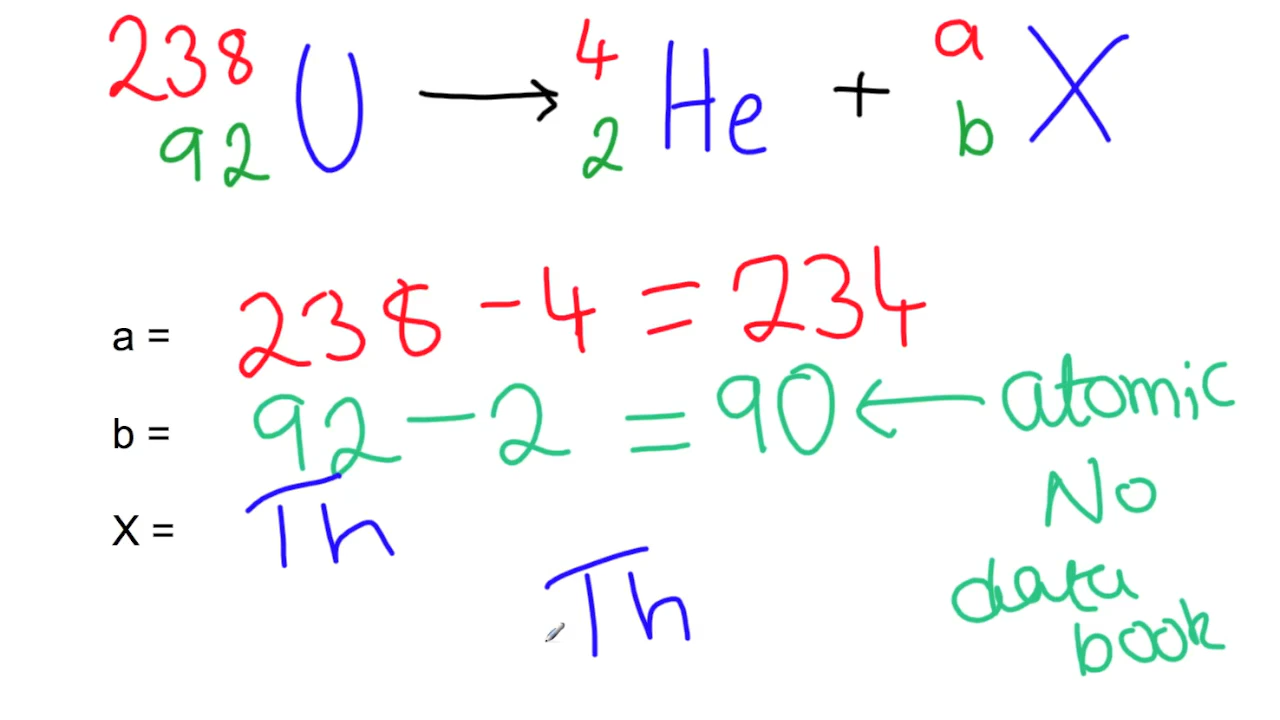 238 92 U → 4 2 He + a b X
a = 238 - 4 = 234
b = 92 - 2 = 90 ← atomic
No
X = Th
Th
data
book